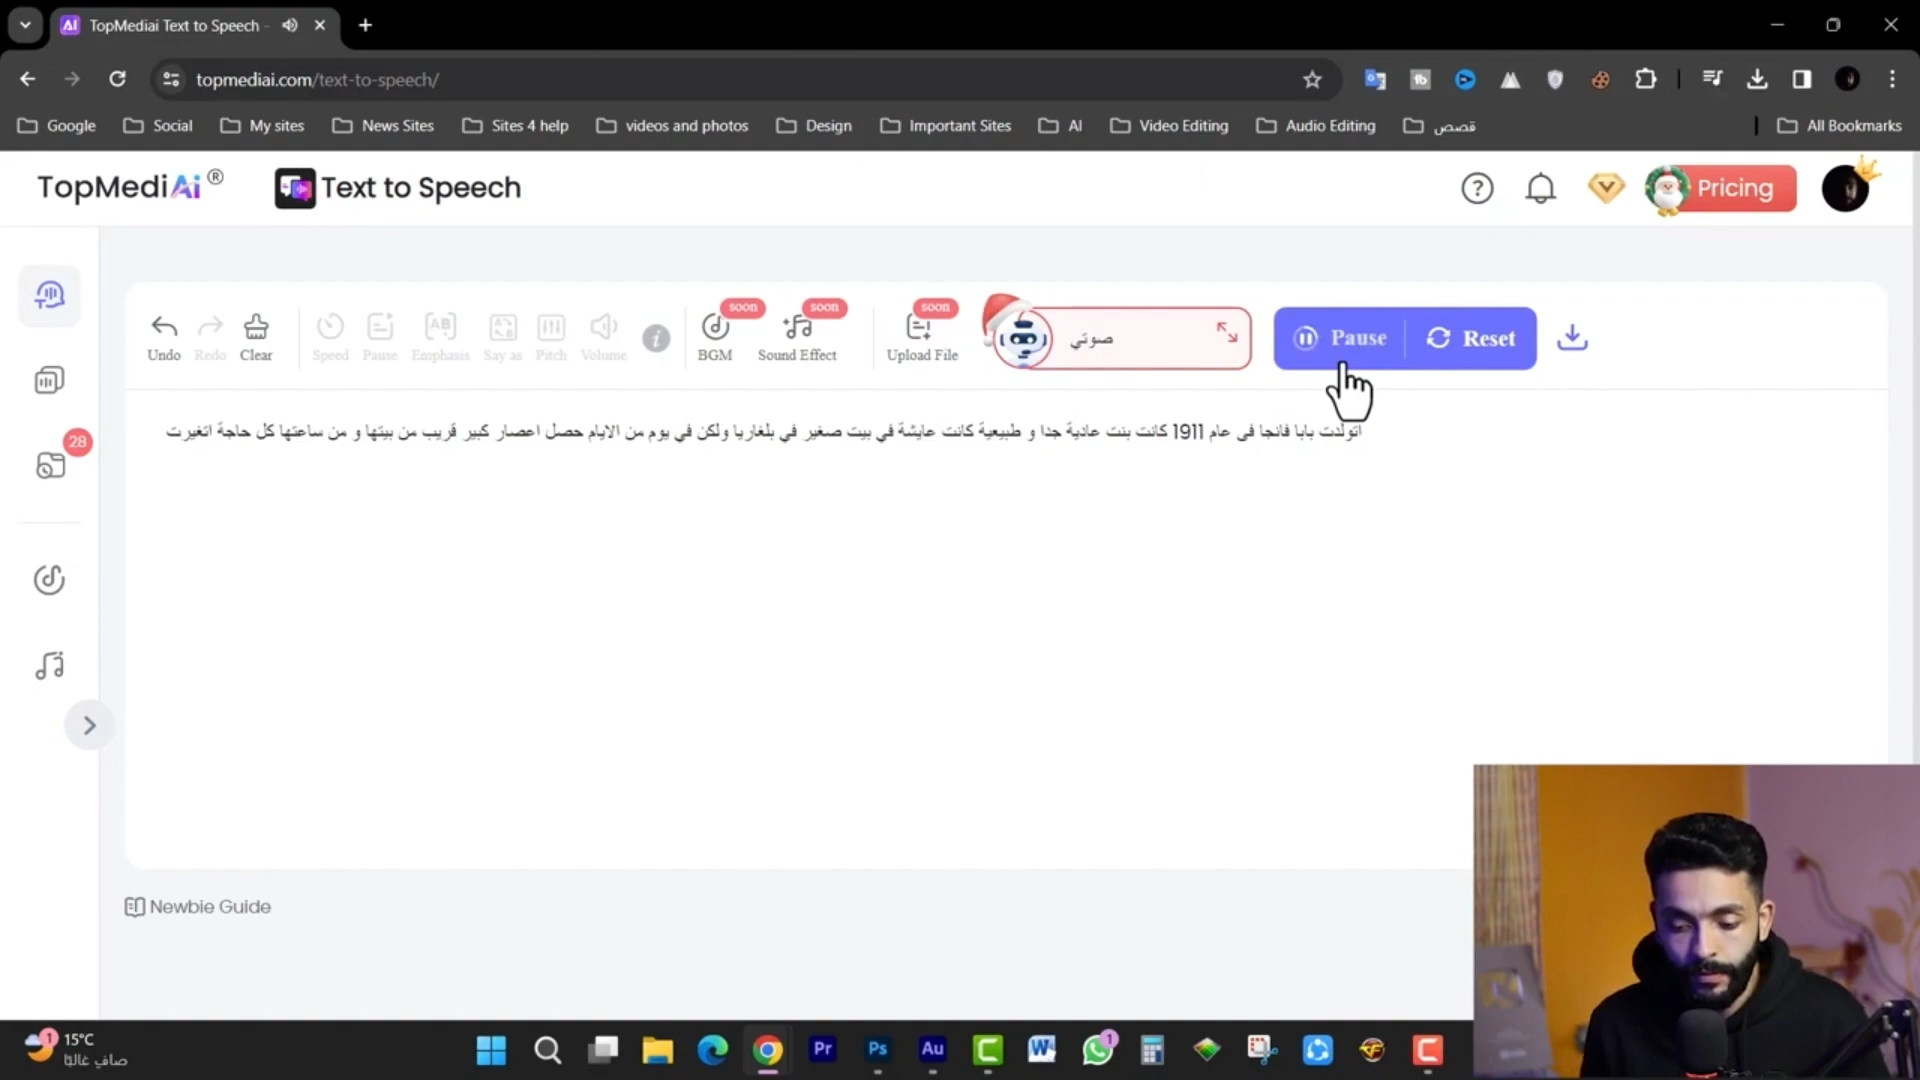 TopMediai Text to Speech -
topmediai.com/text-to-speech/
Google
Social
My sites
News Sites
Sites 4 help
videos and photos
Design
Important Sites
AI
Video Editing
Audio Editing
قصص
All Bookmarks
TopMediAi®
Text to Speech
Pricing
Undo
Redo
Clear
Speed
Pause
Emphasis
Say as
Pitch
Volume
soon
BGM
soon
Sound Effect
soon
Upload File
صوتي
Pause
Reset
28
اتولدت بابا فانجا فى عام 1911 كانت بنت عادية جدا و طبيعية كانت عايشة في بيت صغير في بلغاريا ولكن في يوم من الايام حصل اعصار كبير قريب من بيتها و من ساعتها كل حاجة اتغيرت
Newbie Guide
1
15°C
صافٍ غالبًا
Pr
Ps
Au
1